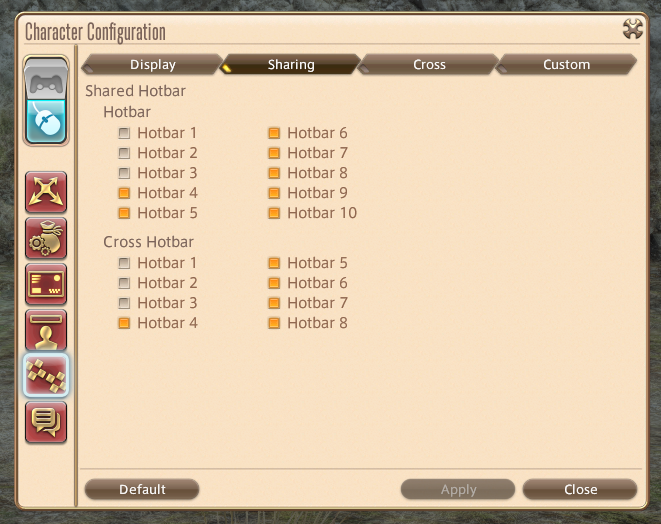 Character Configuration
Display Sharing Cross Custom
Shared Hotbar
Hotbar
Hotbar 1 Hotbar 6
Hotbar 2 Hotbar 7
Hotbar 3 Hotbar 8
Hotbar 4 Hotbar 9
Hotbar 5 Hotbar 10
Cross Hotbar
Hotbar 1 Hotbar 5
Hotbar 2 Hotbar 6
Hotbar 3 Hotbar 7
Hotbar 4 Hotbar 8
Default Apply Close